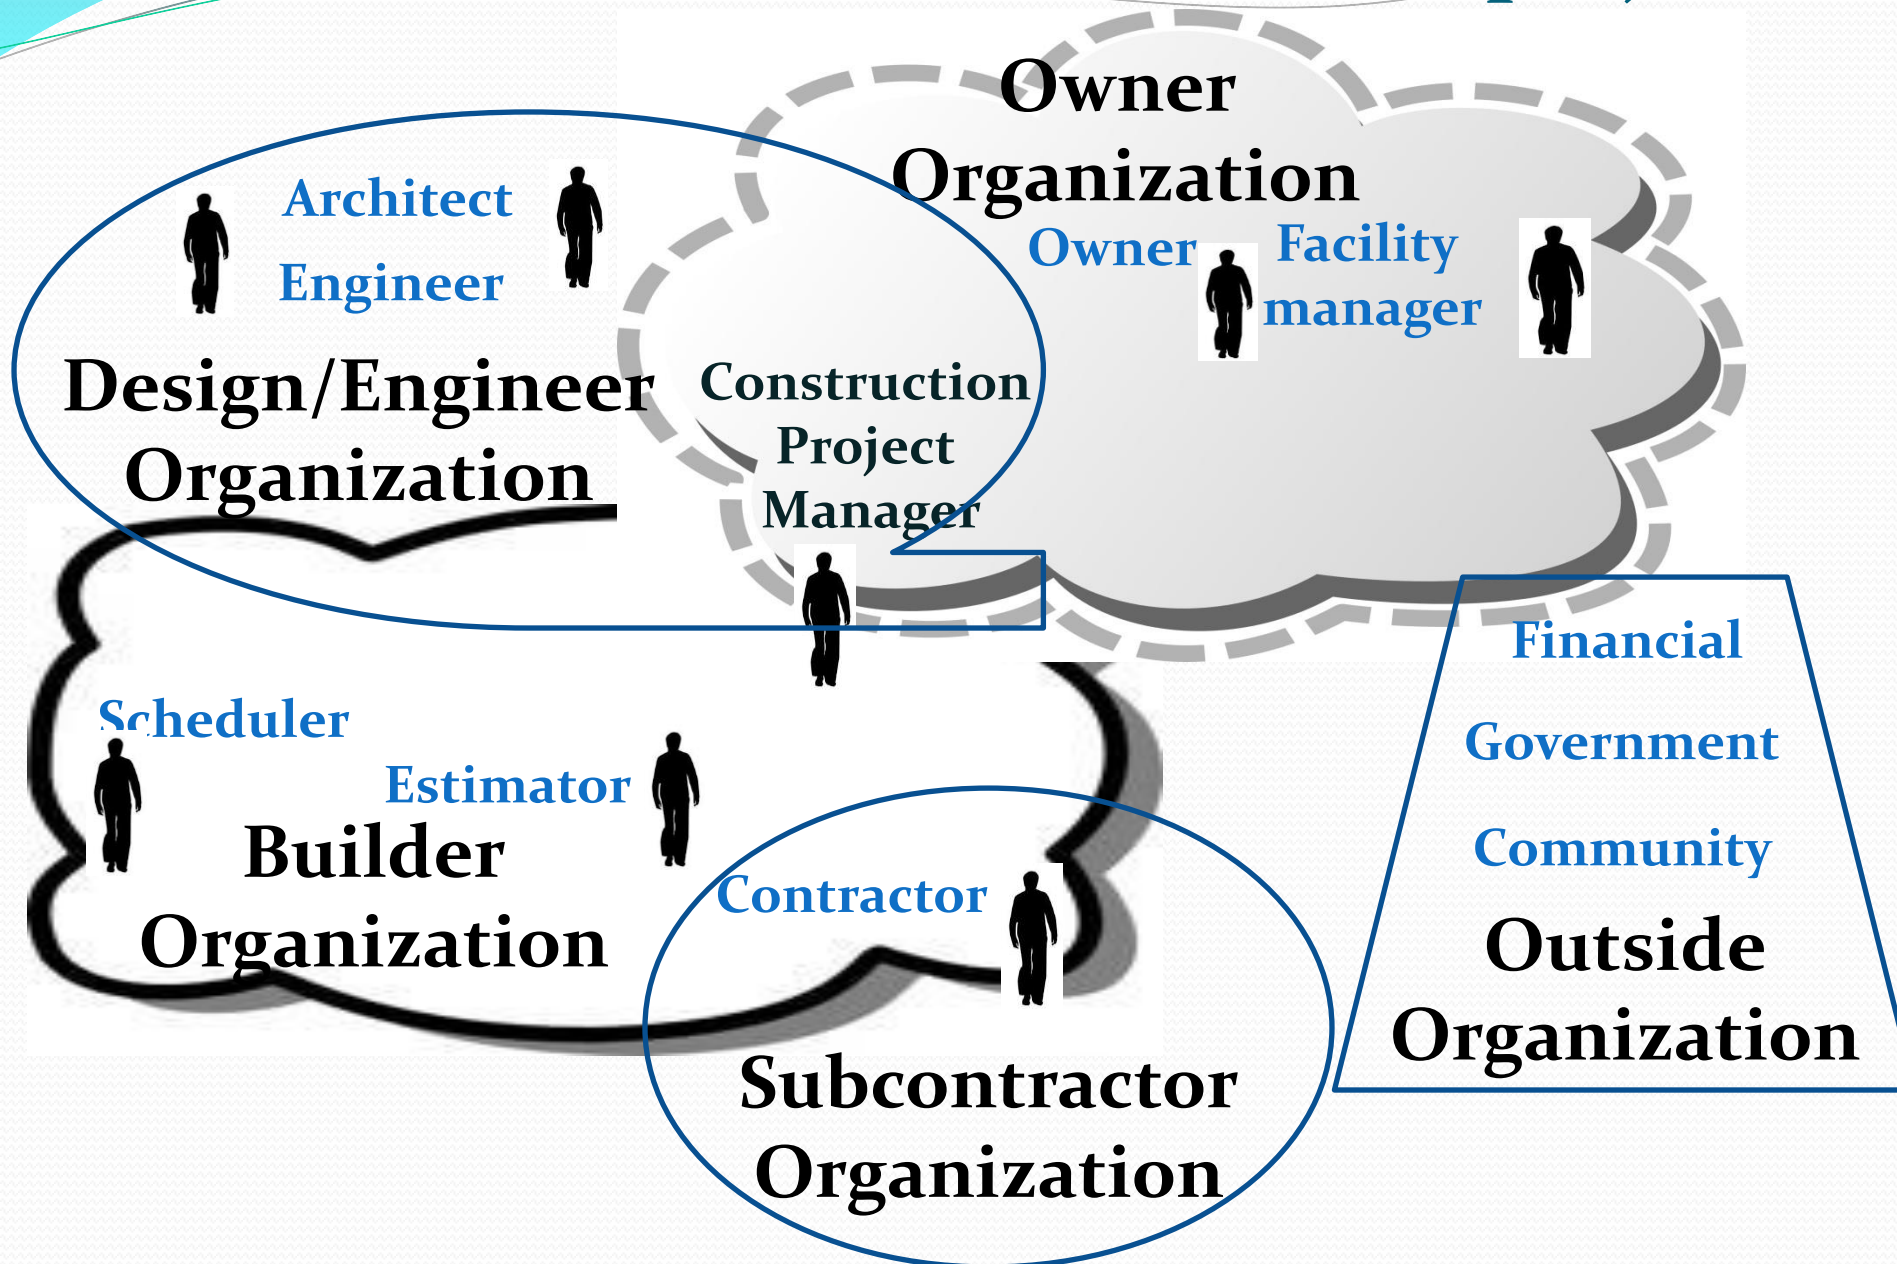 Owner
Organization
Architect
Engineer
Owner
Facility
manager
Design/Engineer
Organization
Construction
Project
Manager
Financial
Government
Community
Outside
Organization
Scheduler
Estimator
Builder
Organization
Contractor
Subcontractor
Organization